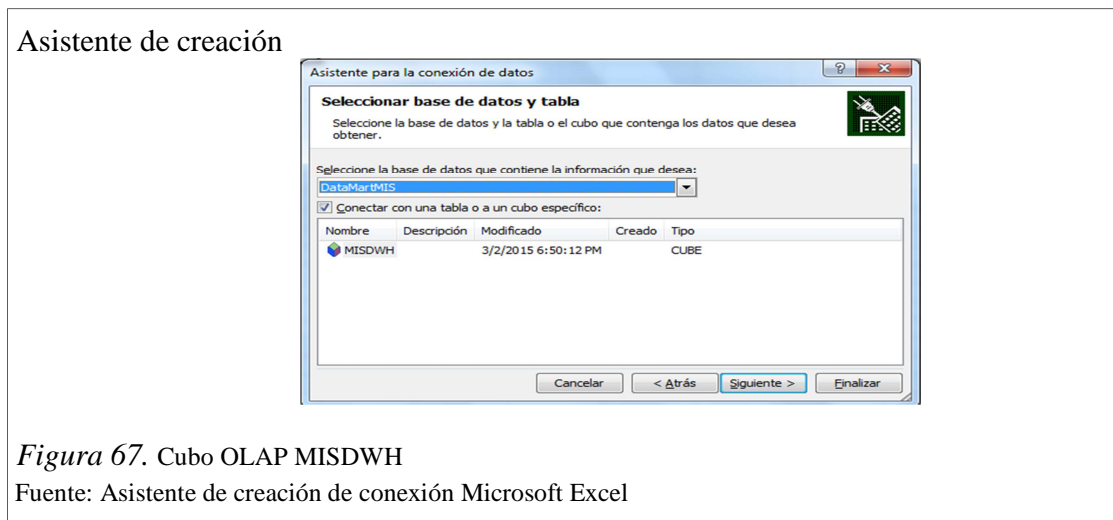 Asistente de creación
Asistente para la conexión de datos
Seleccionar base de datos y tabla
Seleccione la base de datos y la tabla o el cubo que contenga los datos que desea
obtener.
Seleccione la base de datos que contiene la información que desea:
DataMartMIS
Conectar con una tabla o a un cubo específico:
Nombre Descripción Modificado Creado Tipo
MISDWH 3/2/2015 6:50:12 PM CUBE
Cancelar < Atrás Siguiente > Finalizar
Figura 67. Cubo OLAP MISDWH
Fuente: Asistente de creación de conexión Microsoft Excel